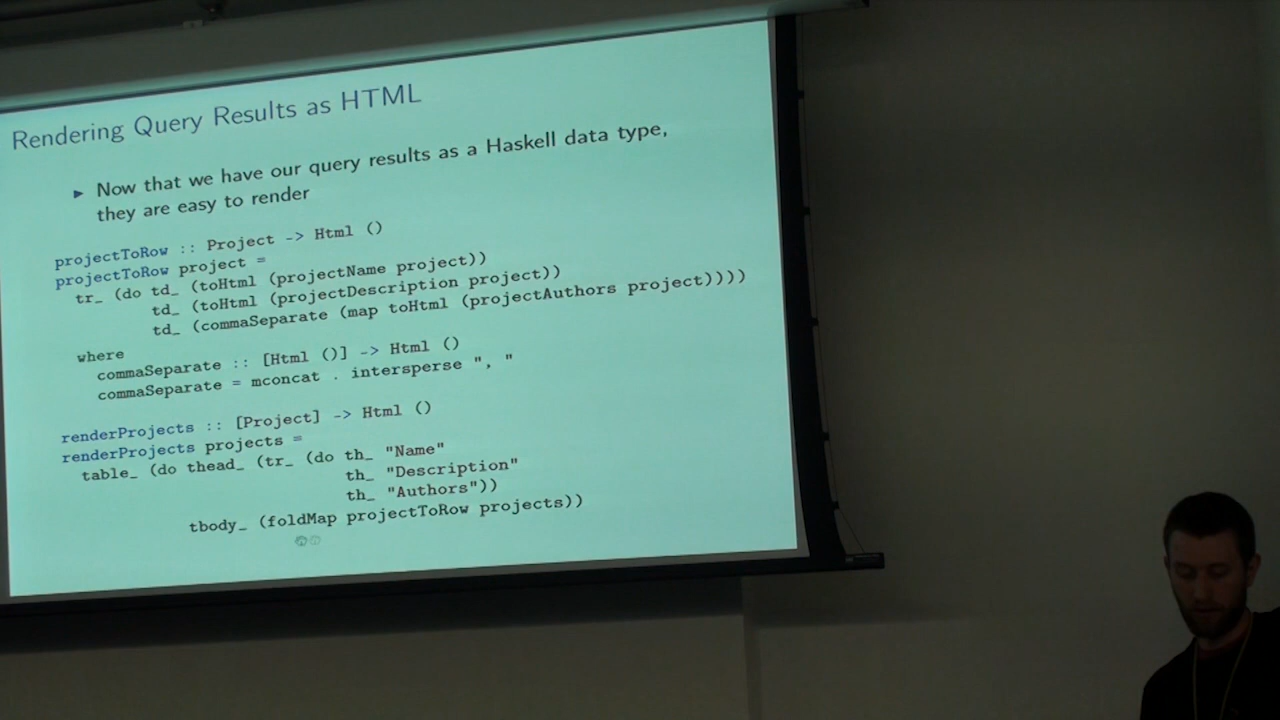 Rendering Query Results as HTML
► Now that we have our query results as a Haskell data type,
they are easy to render
projectToRow :: Project -> Html ()
projectToRow project =
  tr_ (do td_ (toHtml (projectName project))
          td_ (toHtml (projectDescription project))
          td_ (commaSeparate (map toHtml (projectAuthors project))))
  where
    commaSeparate :: [Html ()] -> Html ()
    commaSeparate = mconcat . intersperse ", "
renderProjects :: [Project] -> Html ()
renderProjects projects =
  table_ (do thead_ (tr_ (do th_ "Name"
                             th_ "Description"
                             th_ "Authors"))
             tbody_ (foldMap projectToRow projects))